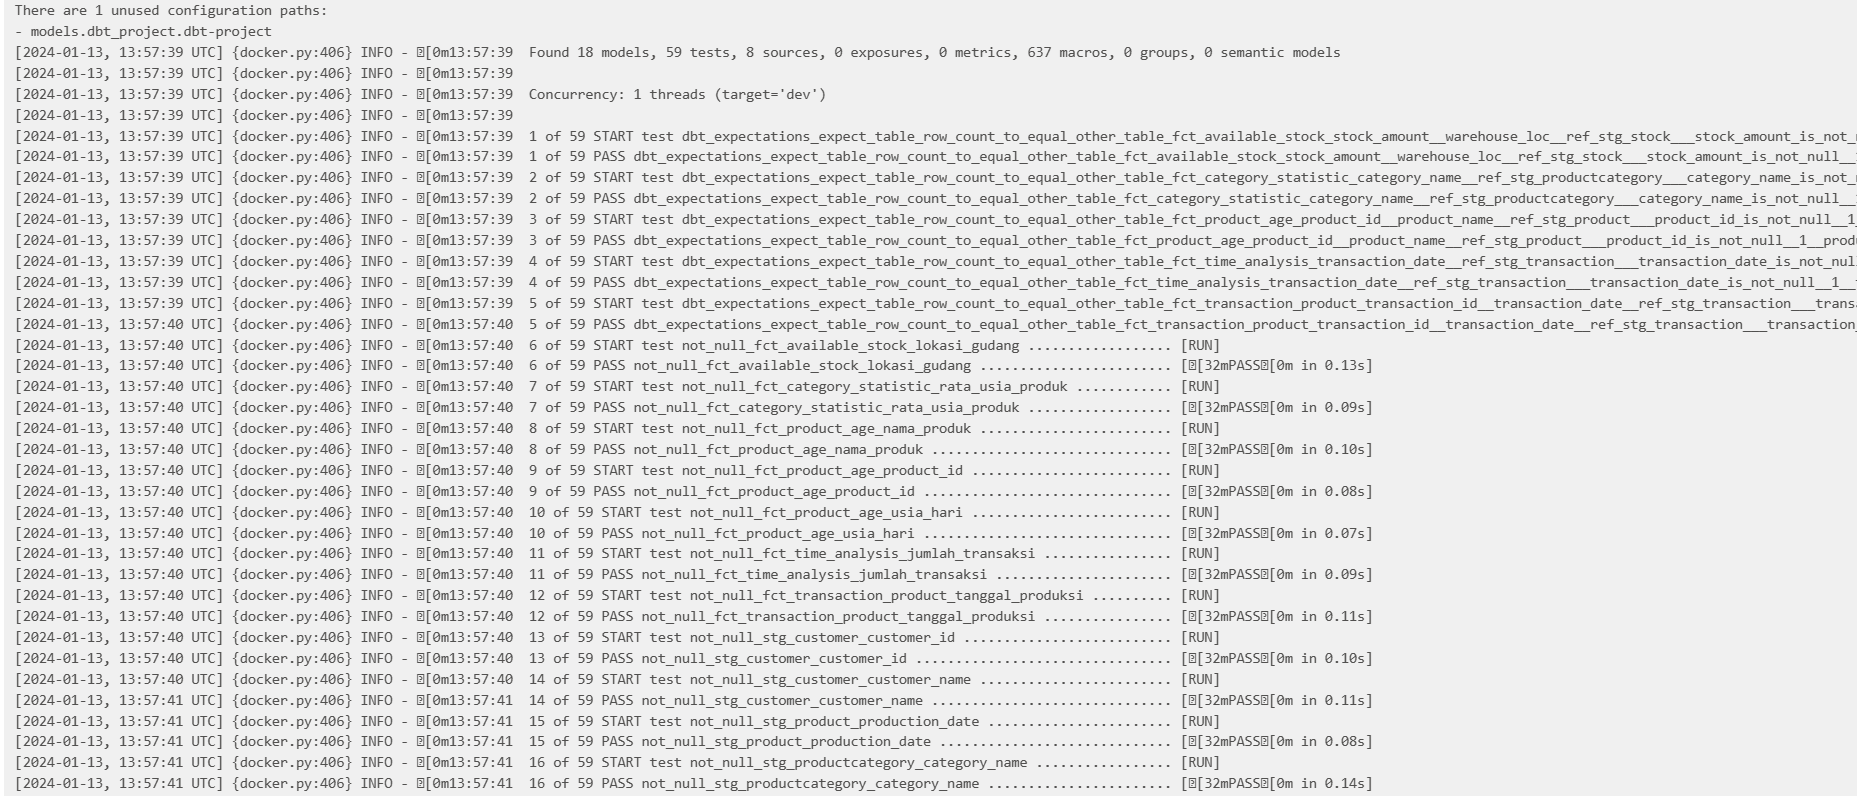 There are 1 unused configuration paths:
- models.dbt_project.dbt-project
[2024-01-13, 13:57:39 UTC] {docker.py:406} INFO - [0m13:57:39  Found 18 models, 59 tests, 8 sources, 0 exposures, 0 metrics, 637 macros, 0 groups, 0 semantic models
[2024-01-13, 13:57:39 UTC] {docker.py:406} INFO - [0m13:57:39
[2024-01-13, 13:57:39 UTC] {docker.py:406} INFO - [0m13:57:39  Concurrency: 1 threads (target='dev')
[2024-01-13, 13:57:39 UTC] {docker.py:406} INFO - [0m13:57:39
[2024-01-13, 13:57:39 UTC] {docker.py:406} INFO - [0m13:57:39  1 of 59 START test dbt_expectations_expect_table_row_count_to_equal_other_table_fct_available_stock_stock_amount__warehouse_loc__ref_stg_stock___stock_amount_is_not_
[2024-01-13, 13:57:39 UTC] {docker.py:406} INFO - [0m13:57:39  1 of 59 PASS dbt_expectations_expect_table_row_count_to_equal_other_table_fct_available_stock_stock_amount__warehouse_loc__ref_stg_stock___stock_amount_is_not_null__
[2024-01-13, 13:57:39 UTC] {docker.py:406} INFO - [0m13:57:39  2 of 59 START test dbt_expectations_expect_table_row_count_to_equal_other_table_fct_category_statistic_category_name__ref_stg_productcategory___category_name_is_not_
[2024-01-13, 13:57:39 UTC] {docker.py:406} INFO - [0m13:57:39  2 of 59 PASS dbt_expectations_expect_table_row_count_to_equal_other_table_fct_category_statistic_category_name__ref_stg_productcategory___category_name_is_not_null__
[2024-01-13, 13:57:39 UTC] {docker.py:406} INFO - [0m13:57:39  3 of 59 START test dbt_expectations_expect_table_row_count_to_equal_other_table_fct_product_age_product_id__product_name__ref_stg_product___product_id_is_not_null__1_
[2024-01-13, 13:57:39 UTC] {docker.py:406} INFO - [0m13:57:39  3 of 59 PASS dbt_expectations_expect_table_row_count_to_equal_other_table_fct_product_age_product_id__product_name__ref_stg_product___product_id_is_not_null__1__prod
[2024-01-13, 13:57:39 UTC] {docker.py:406} INFO - [0m13:57:39  4 of 59 START test dbt_expectations_expect_table_row_count_to_equal_other_table_fct_time_analysis_transaction_date__ref_stg_transaction___transaction_date_is_not_nul
[2024-01-13, 13:57:39 UTC] {docker.py:406} INFO - [0m13:57:39  4 of 59 PASS dbt_expectations_expect_table_row_count_to_equal_other_table_fct_time_analysis_transaction_date__ref_stg_transaction___transaction_date_is_not_null__1__
[2024-01-13, 13:57:39 UTC] {docker.py:406} INFO - [0m13:57:39  5 of 59 START test dbt_expectations_expect_table_row_count_to_equal_other_table_fct_transaction_product_transaction_id__transaction_date__ref_stg_transaction___trans
[2024-01-13, 13:57:40 UTC] {docker.py:406} INFO - [0m13:57:40  5 of 59 PASS dbt_expectations_expect_table_row_count_to_equal_other_table_fct_transaction_product_transaction_id__transaction_date__ref_stg_transaction___transaction_
[2024-01-13, 13:57:40 UTC] {docker.py:406} INFO - [0m13:57:40  6 of 59 START test not_null_fct_available_stock_lokasi_gudang .................. [RUN]
[2024-01-13, 13:57:40 UTC] {docker.py:406} INFO - [0m13:57:40  6 of 59 PASS not_null_fct_available_stock_lokasi_gudang ........................ [[32mPASS[0m in 0.13s]
[2024-01-13, 13:57:40 UTC] {docker.py:406} INFO - [0m13:57:40  7 of 59 START test not_null_fct_category_statistic_rata_usia_produk ............ [RUN]
[2024-01-13, 13:57:40 UTC] {docker.py:406} INFO - [0m13:57:40  7 of 59 PASS not_null_fct_category_statistic_rata_usia_produk .................. [[32mPASS[0m in 0.09s]
[2024-01-13, 13:57:40 UTC] {docker.py:406} INFO - [0m13:57:40  8 of 59 START test not_null_fct_product_age_nama_produk ........................ [RUN]
[2024-01-13, 13:57:40 UTC] {docker.py:406} INFO - [0m13:57:40  8 of 59 PASS not_null_fct_product_age_nama_produk .............................. [[32mPASS[0m in 0.10s]
[2024-01-13, 13:57:40 UTC] {docker.py:406} INFO - [0m13:57:40  9 of 59 START test not_null_fct_product_age_product_id ......................... [RUN]
[2024-01-13, 13:57:40 UTC] {docker.py:406} INFO - [0m13:57:40  9 of 59 PASS not_null_fct_product_age_product_id ............................... [[32mPASS[0m in 0.08s]
[2024-01-13, 13:57:40 UTC] {docker.py:406} INFO - [0m13:57:40  10 of 59 START test not_null_fct_product_age_usia_hari ......................... [RUN]
[2024-01-13, 13:57:40 UTC] {docker.py:406} INFO - [0m13:57:40  10 of 59 PASS not_null_fct_product_age_usia_hari ............................... [[32mPASS[0m in 0.07s]
[2024-01-13, 13:57:40 UTC] {docker.py:406} INFO - [0m13:57:40  11 of 59 START test not_null_fct_time_analysis_jumlah_transaksi ................ [RUN]
[2024-01-13, 13:57:40 UTC] {docker.py:406} INFO - [0m13:57:40  11 of 59 PASS not_null_fct_time_analysis_jumlah_transaksi ...................... [[32mPASS[0m in 0.09s]
[2024-01-13, 13:57:40 UTC] {docker.py:406} INFO - [0m13:57:40  12 of 59 START test not_null_fct_transaction_product_tanggal_produksi .......... [RUN]
[2024-01-13, 13:57:40 UTC] {docker.py:406} INFO - [0m13:57:40  12 of 59 PASS not_null_fct_transaction_product_tanggal_produksi ................ [[32mPASS[0m in 0.11s]
[2024-01-13, 13:57:40 UTC] {docker.py:406} INFO - [0m13:57:40  13 of 59 START test not_null_stg_customer_customer_id .......................... [RUN]
[2024-01-13, 13:57:40 UTC] {docker.py:406} INFO - [0m13:57:40  13 of 59 PASS not_null_stg_customer_customer_id ................................ [[32mPASS[0m in 0.10s]
[2024-01-13, 13:57:40 UTC] {docker.py:406} INFO - [0m13:57:40  14 of 59 START test not_null_stg_customer_customer_name ........................ [RUN]
[2024-01-13, 13:57:41 UTC] {docker.py:406} INFO - [0m13:57:41  14 of 59 PASS not_null_stg_customer_customer_name .............................. [[32mPASS[0m in 0.11s]
[2024-01-13, 13:57:41 UTC] {docker.py:406} INFO - [0m13:57:41  15 of 59 START test not_null_stg_product_production_date ....................... [RUN]
[2024-01-13, 13:57:41 UTC] {docker.py:406} INFO - [0m13:57:41  15 of 59 PASS not_null_stg_product_production_date ............................. [[32mPASS[0m in 0.08s]
[2024-01-13, 13:57:41 UTC] {docker.py:406} INFO - [0m13:57:41  16 of 59 START test not_null_stg_productcategory_category_name ................. [RUN]
[2024-01-13, 13:57:41 UTC] {docker.py:406} INFO - [0m13:57:41  16 of 59 PASS not_null_stg_productcategory_category_name ....................... [[32mPASS[0m in 0.14s]